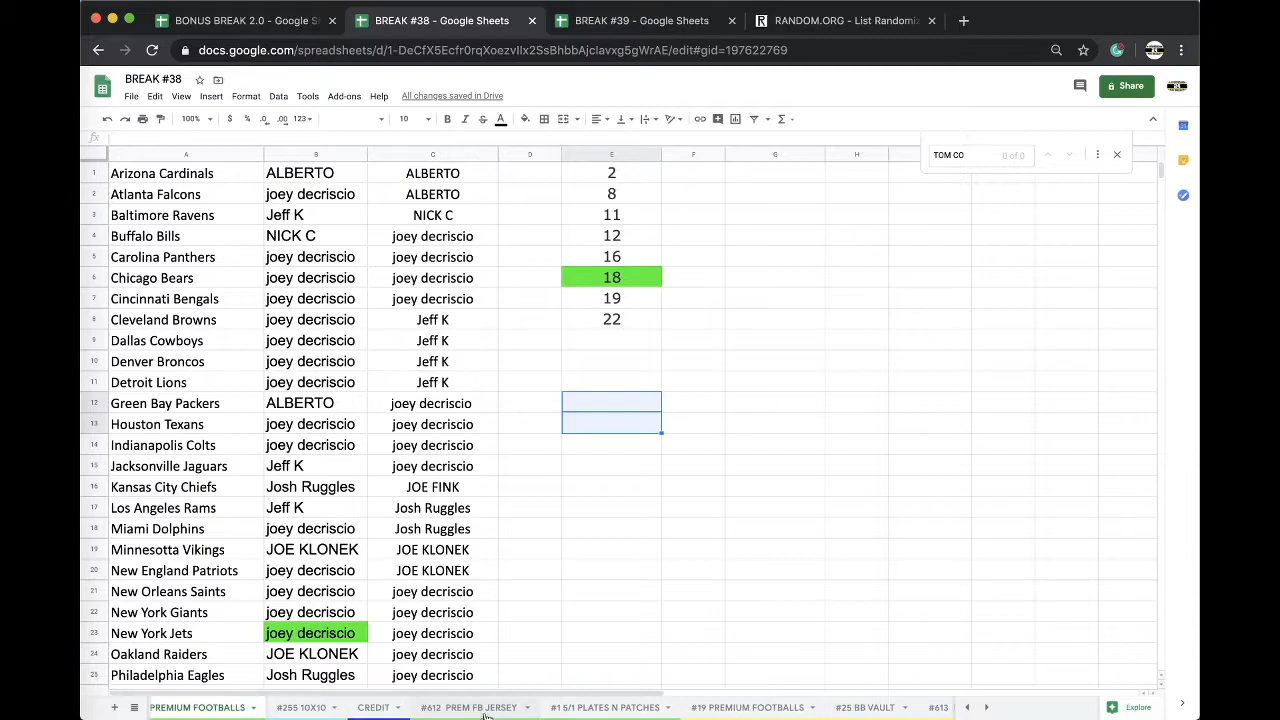 BONUS BREAK 2.0 - Google S
BREAK #38 - Google Sheets
BREAK #39 - Google Sheets
RANDOM.ORG - List Randomiz
docs.google.com/spreadsheets/d/1-DeCfX5Ecfr0rqXoezvIlx2SsBhbbAjcIavxg5gWrAE/edit#gid=197622769
BREAK #38
File Edit View Insert Format Data Tools Add-ons Help All changes saved in Drive
Share
100% $ % .0 .00 123 10 B I S A
fx
TOM CO 0 of 0
A B C D E F G H
1 Arizona Cardinals ALBERTO ALBERTO 2
2 Atlanta Falcons joey decriscio ALBERTO 8
3 Baltimore Ravens Jeff K NICK C 11
4 Buffalo Bills NICK C joey decriscio 12
5 Carolina Panthers joey decriscio joey decriscio 16
6 Chicago Bears joey decriscio joey decriscio 18
7 Cincinnati Bengals joey decriscio joey decriscio 19
8 Cleveland Browns joey decriscio Jeff K 22
9 Dallas Cowboys joey decriscio Jeff K
10 Denver Broncos joey decriscio Jeff K
11 Detroit Lions joey decriscio Jeff K
12 Green Bay Packers ALBERTO joey decriscio
13 Houston Texans joey decriscio joey decriscio
14 Indianapolis Colts joey decriscio joey decriscio
15 Jacksonville Jaguars Jeff K joey decriscio
16 Kansas City Chiefs Josh Ruggles JOE FINK
17 Los Angeles Rams Jeff K Josh Ruggles
18 Miami Dolphins joey decriscio Josh Ruggles
19 Minnesotta Vikings JOE KLONEK JOE KLONEK
20 New England Patriots joey decriscio JOE KLONEK
21 New Orleans Saints joey decriscio joey decriscio
22 New York Giants joey decriscio joey decriscio
23 New York Jets joey decriscio joey decriscio
24 Oakland Raiders JOE KLONEK joey decriscio
25 Philadelphia Eagles Josh Ruggles joey decriscio
PREMIUM FOOTBALLS #255 10X10 CREDIT #612 PREM FB JERSEY #1 5/1 PLATES N PATCHES #19 PREMIUM FOOTBALLS #25 BB VAULT #613 Explore